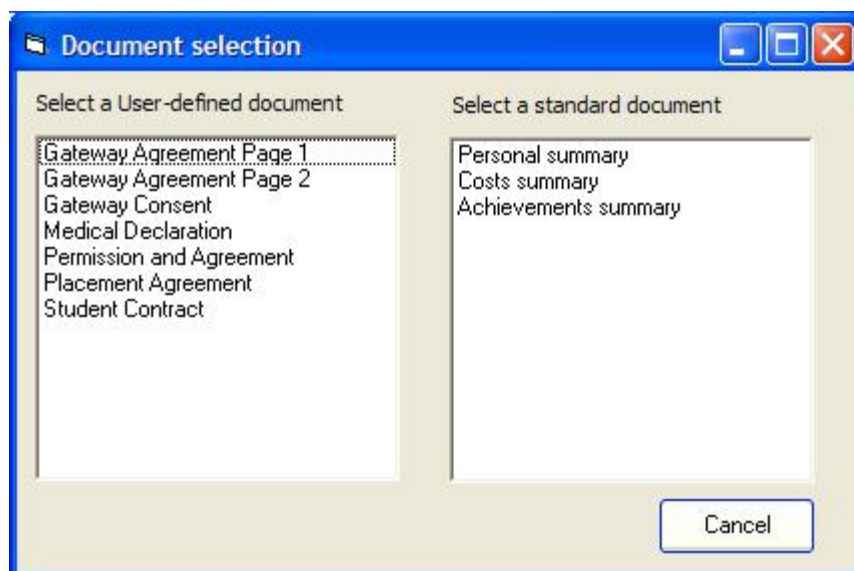 Document selection
Select a User-defined document
Gateway Agreement Page 1
Gateway Agreement Page 2
Gateway Consent
Medical Declaration
Permission and Agreement
Placement Agreement
Student Contract
Select a standard document
Personal summary
Costs summary
Achievements summary
Cancel